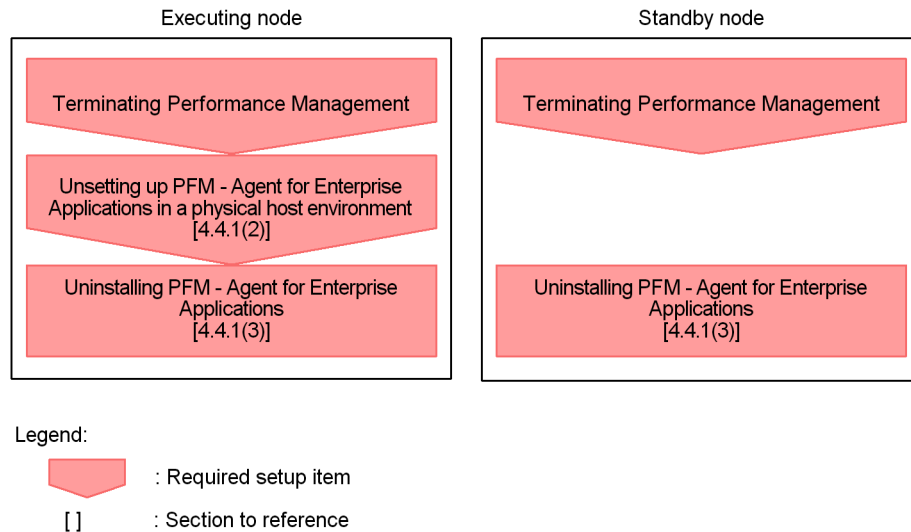 Executing node
Terminating Performance Management
Unsetting up PFM - Agent for Enterprise
Applications in a physical host environment
[4.4.1(2)]
Uninstalling PFM - Agent for Enterprise
Applications
[4.4.1(3)]
Standby node
Terminating Performance Management
Uninstalling PFM - Agent for Enterprise
Applications
[4.4.1(3)]
Legend:
: Required setup item
[ ] : Section to reference